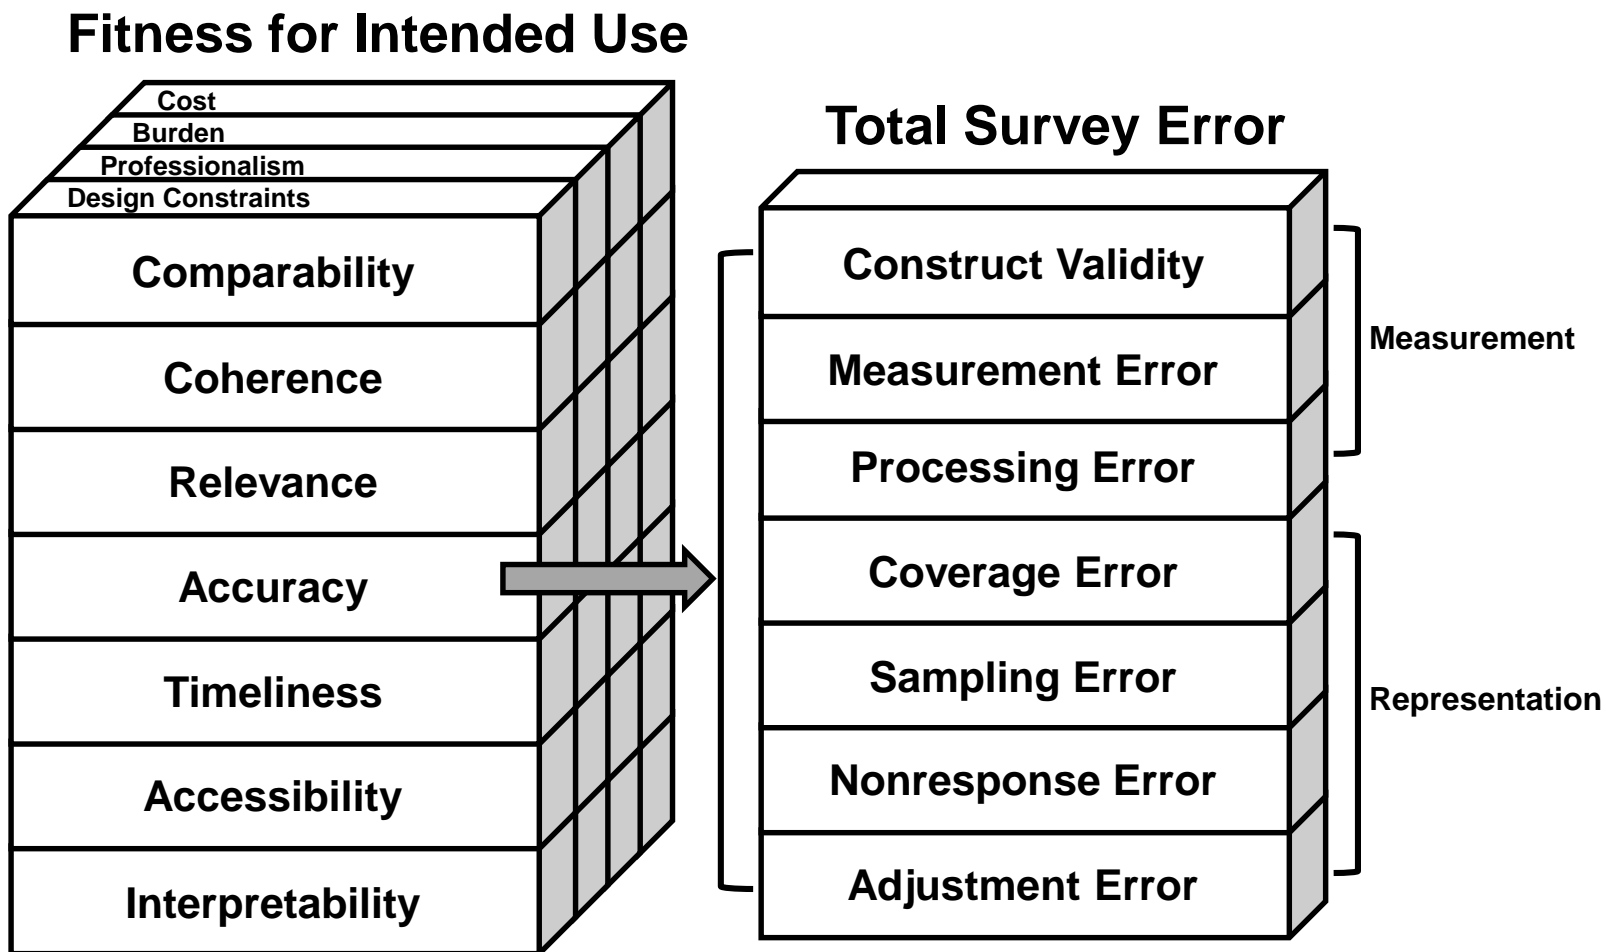 Fitness for Intended Use
Cost
Burden
Professionalism
Design Constraints
Comparability
Coherence
Relevance
Accuracy
Timeliness
Accessibility
Interpretability
Total Survey Error
Construct Validity
Measurement Error
Processing Error
Coverage Error
Sampling Error
Nonresponse Error
Adjustment Error
Measurement
Representation